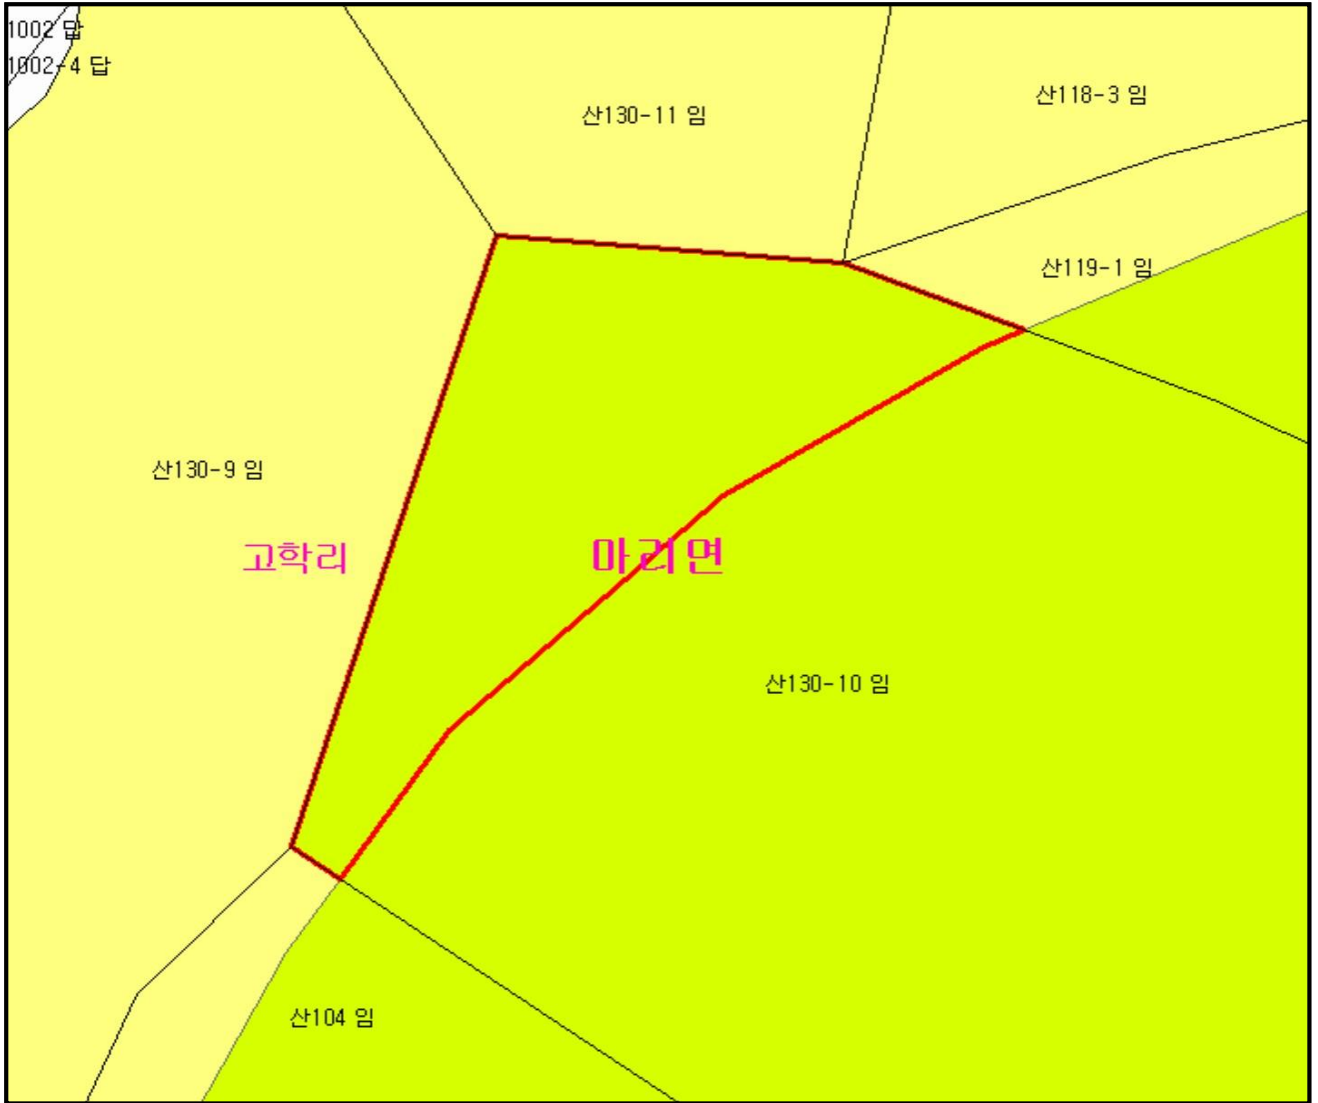 1002 답
1002-4 답
산118-3 임
산130-11 임
산119-1 임
산130-9 임
고학리
마리면
산130-10 임
산104 임